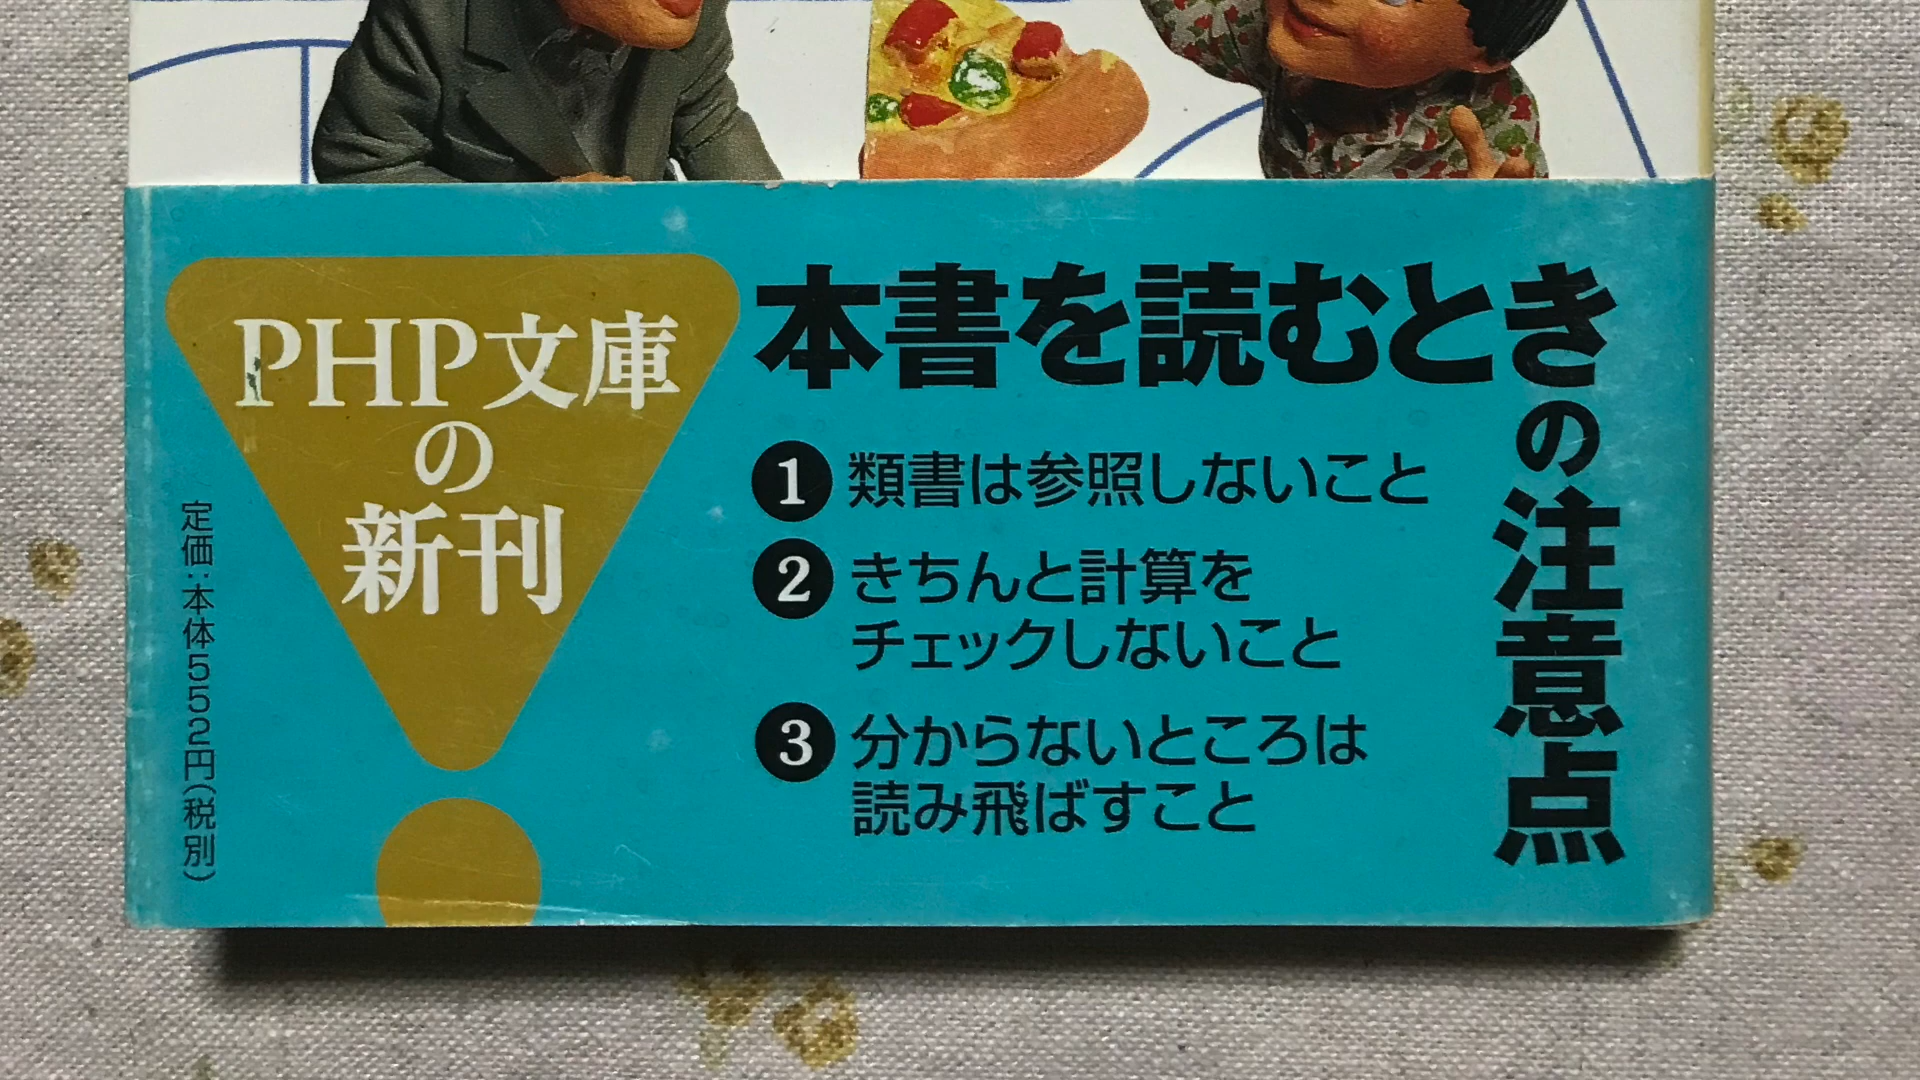 PHP文庫
の
新刊
定価：本体552円（税別）
本書を読むときの注意点
❶類書は参照しないこと
❷きちんと計算を
チェックしないこと
❸分からないところは
読み飛ばすこと